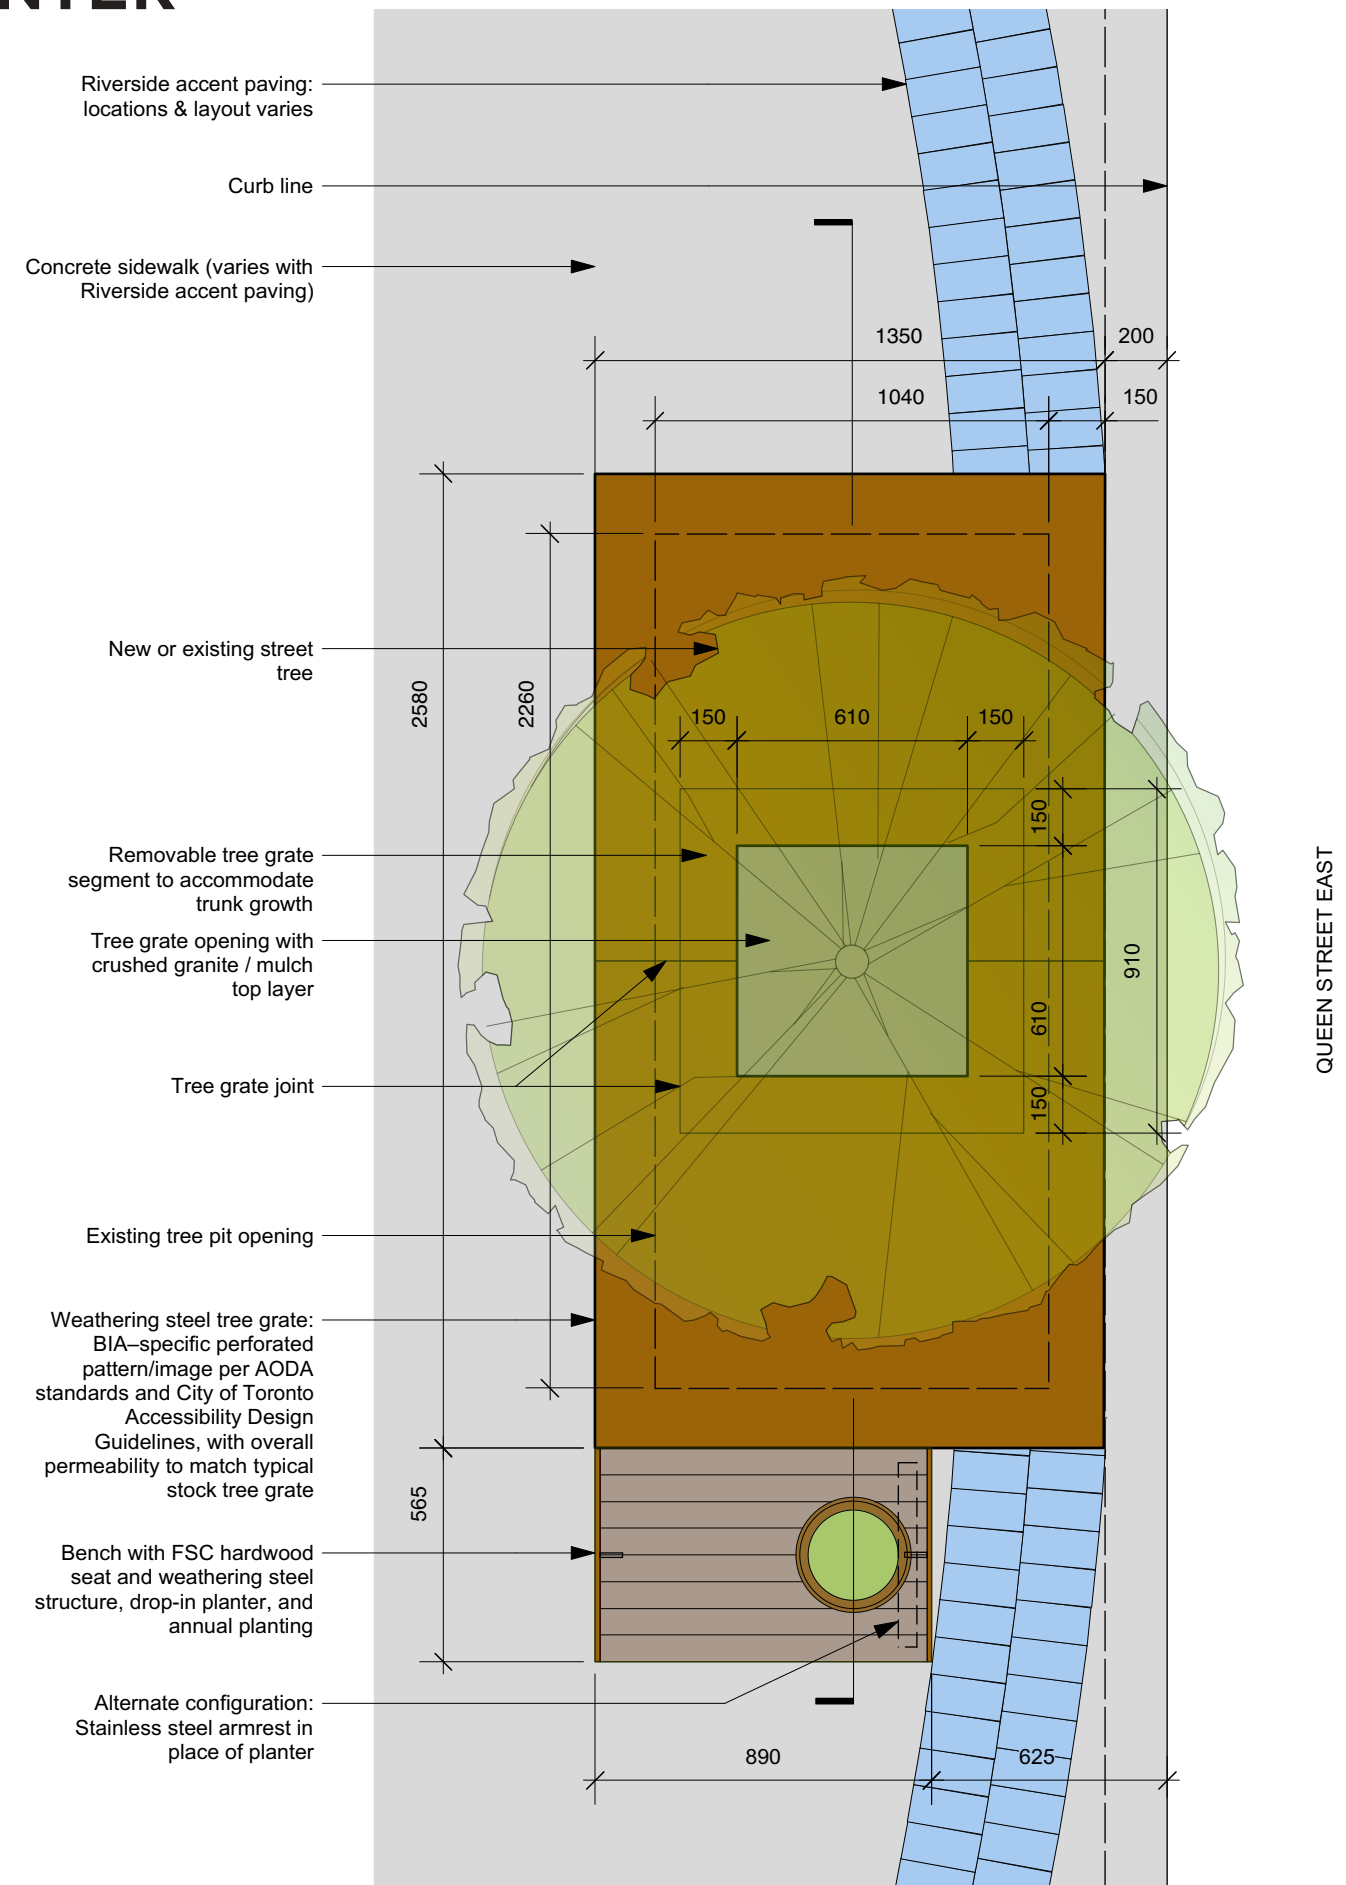 Riverside accent paving:
locations & layout varies
Curb line
Concrete sidewalk (varies with
Riverside accent paving)
1350
200
1040
150
New or existing street
tree
2580
2260
150
610
150
150
Removable tree grate
segment to accommodate
trunk growth
Tree grate opening with
crushed granite / mulch
top layer
910
610
QUEEN STREET EAST
Tree grate joint
150
Existing tree pit opening
Weathering steel tree grate:
BIA–specific perforated
pattern/image per AODA
standards and City of Toronto
Accessibility Design
Guidelines, with overall
permeability to match typical
stock tree grate
565
Bench with FSC hardwood
seat and weathering steel
structure, drop-in planter, and
annual planting
Alternate configuration:
Stainless steel armrest in
place of planter
890
625